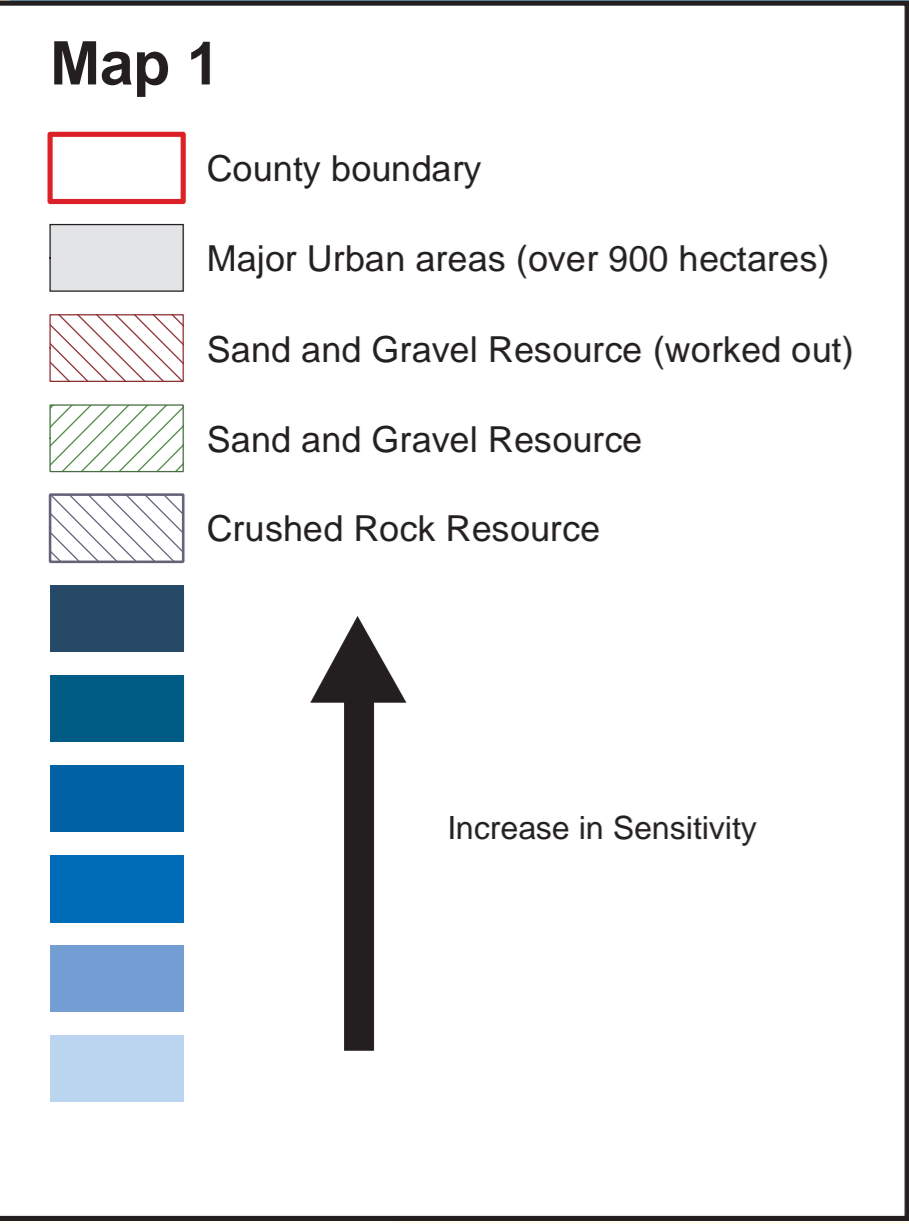 Map 1
County boundary
Major Urban areas (over 900 hectares)
Sand and Gravel Resource (worked out)
Sand and Gravel Resource
Crushed Rock Resource
Increase in Sensitivity